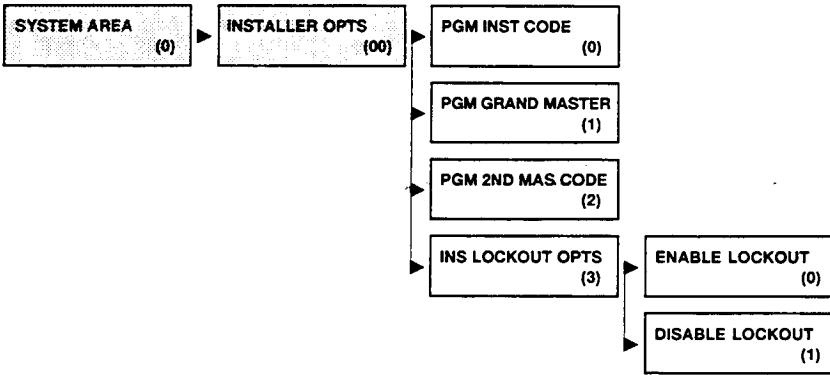 SYSTEM AREA
(0)
INSTALLER OPTS
(00)
PGM INST CODE
(0)
PGM GRAND MASTER
(1)
PGM 2ND MAS. CODE
(2)
INS LOCKOUT OPTS
(3)
ENABLE LOCKOUT
(0)
DISABLE LOCKOUT
(1)